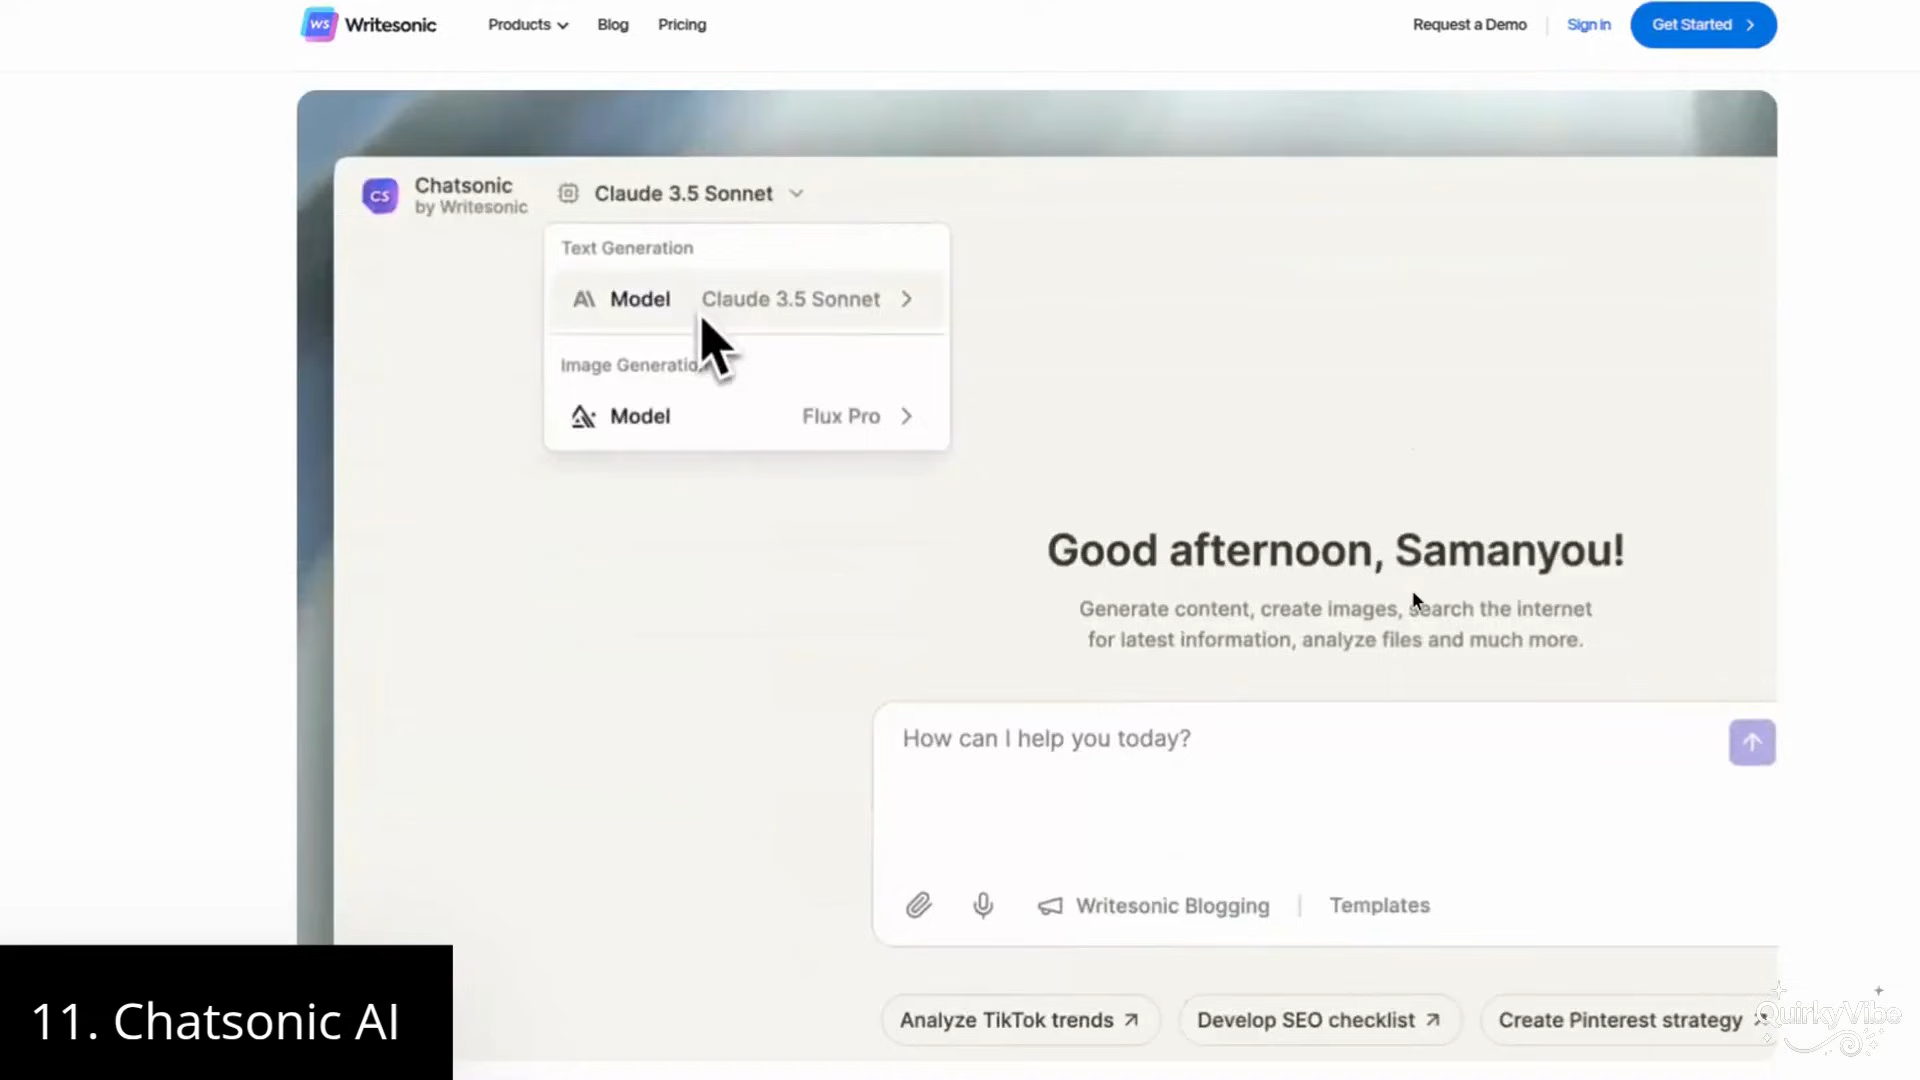 WS Writesonic Products Blog Pricing Request a Demo Sign in Get Started
CS Chatsonic
by Writesonic
Claude 3.5 Sonnet
Text Generation
Model Claude 3.5 Sonnet
Image Generation
Model Flux Pro
Good afternoon, Samanyou!
Generate content, create images, search the internet
for latest information, analyze files and much more.
How can I help you today?
Writesonic Blogging Templates
Analyze TikTok trends Develop SEO checklist Create Pinterest strategy
11. Chatsonic AI
QuirkyVibe